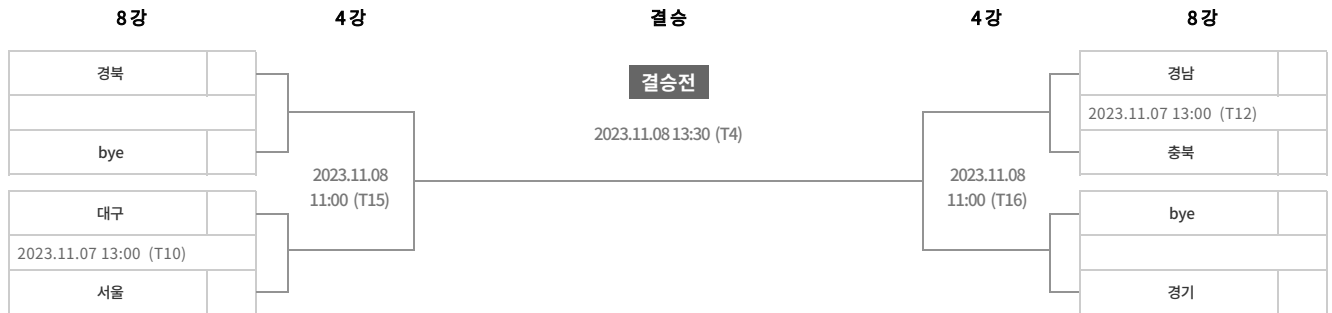 8강
4강
결승
4강
8강
경북
bye
대구
2023.11.07 13:00 (T10)
서울
2023.11.08
11:00 (T15)
결승전
2023.11.08 13:30 (T4)
2023.11.08
11:00 (T16)
경남
2023.11.07 13:00 (T12)
충북
bye
경기